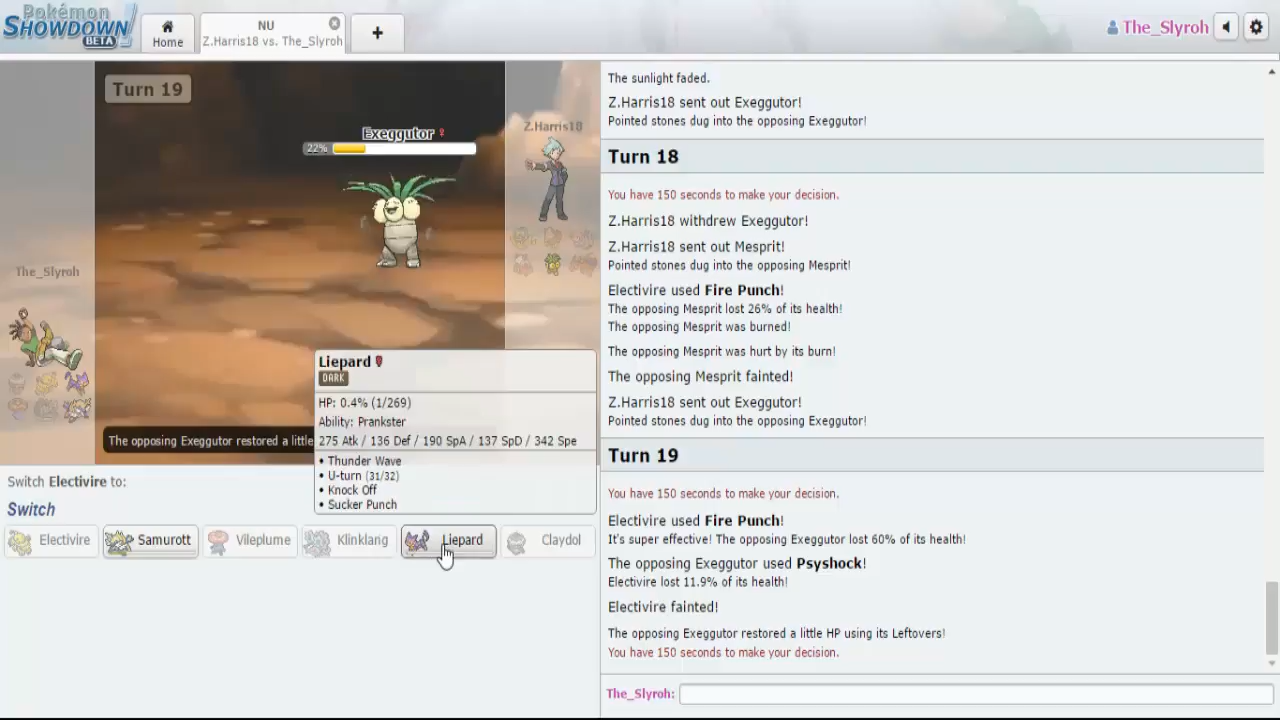 Pokémon
SHOWDOWN
BETA
Home
NU
Z.Harris18 vs. The_Slyroh
+
The_Slyroh
Turn 19
Exeggutor
22%
Z.Harris18
The_Slyroh
The opposing Exeggutor restored a little
Liepard
DARK
HP: 0.4% (1/269)
Ability: Prankster
275 Atk / 136 Def / 190 SpA / 137 SpD / 342 Spe
• Thunder Wave
• U-turn (31/32)
• Knock Off
• Sucker Punch
Switch Electivire to:
Switch
Electivire
Samurott
Vileplume
Klinklang
Liepard
Claydol
The sunlight faded.
Z.Harris18 sent out Exeggutor!
Pointed stones dug into the opposing Exeggutor!
Turn 18
You have 150 seconds to make your decision.
Z.Harris18 withdrew Exeggutor!
Z.Harris18 sent out Mesprit!
Pointed stones dug into the opposing Mesprit!
Electivire used Fire Punch!
The opposing Mesprit lost 26% of its health!
The opposing Mesprit was burned!
The opposing Mesprit was hurt by its burn!
The opposing Mesprit fainted!
Z.Harris18 sent out Exeggutor!
Pointed stones dug into the opposing Exeggutor!
Turn 19
You have 150 seconds to make your decision.
Electivire used Fire Punch!
It's super effective! The opposing Exeggutor lost 60% of its health!
The opposing Exeggutor used Psyshock!
Electivire lost 11.9% of its health!
Electivire fainted!
The opposing Exeggutor restored a little HP using its Leftovers!
You have 150 seconds to make your decision.
The_Slyroh: